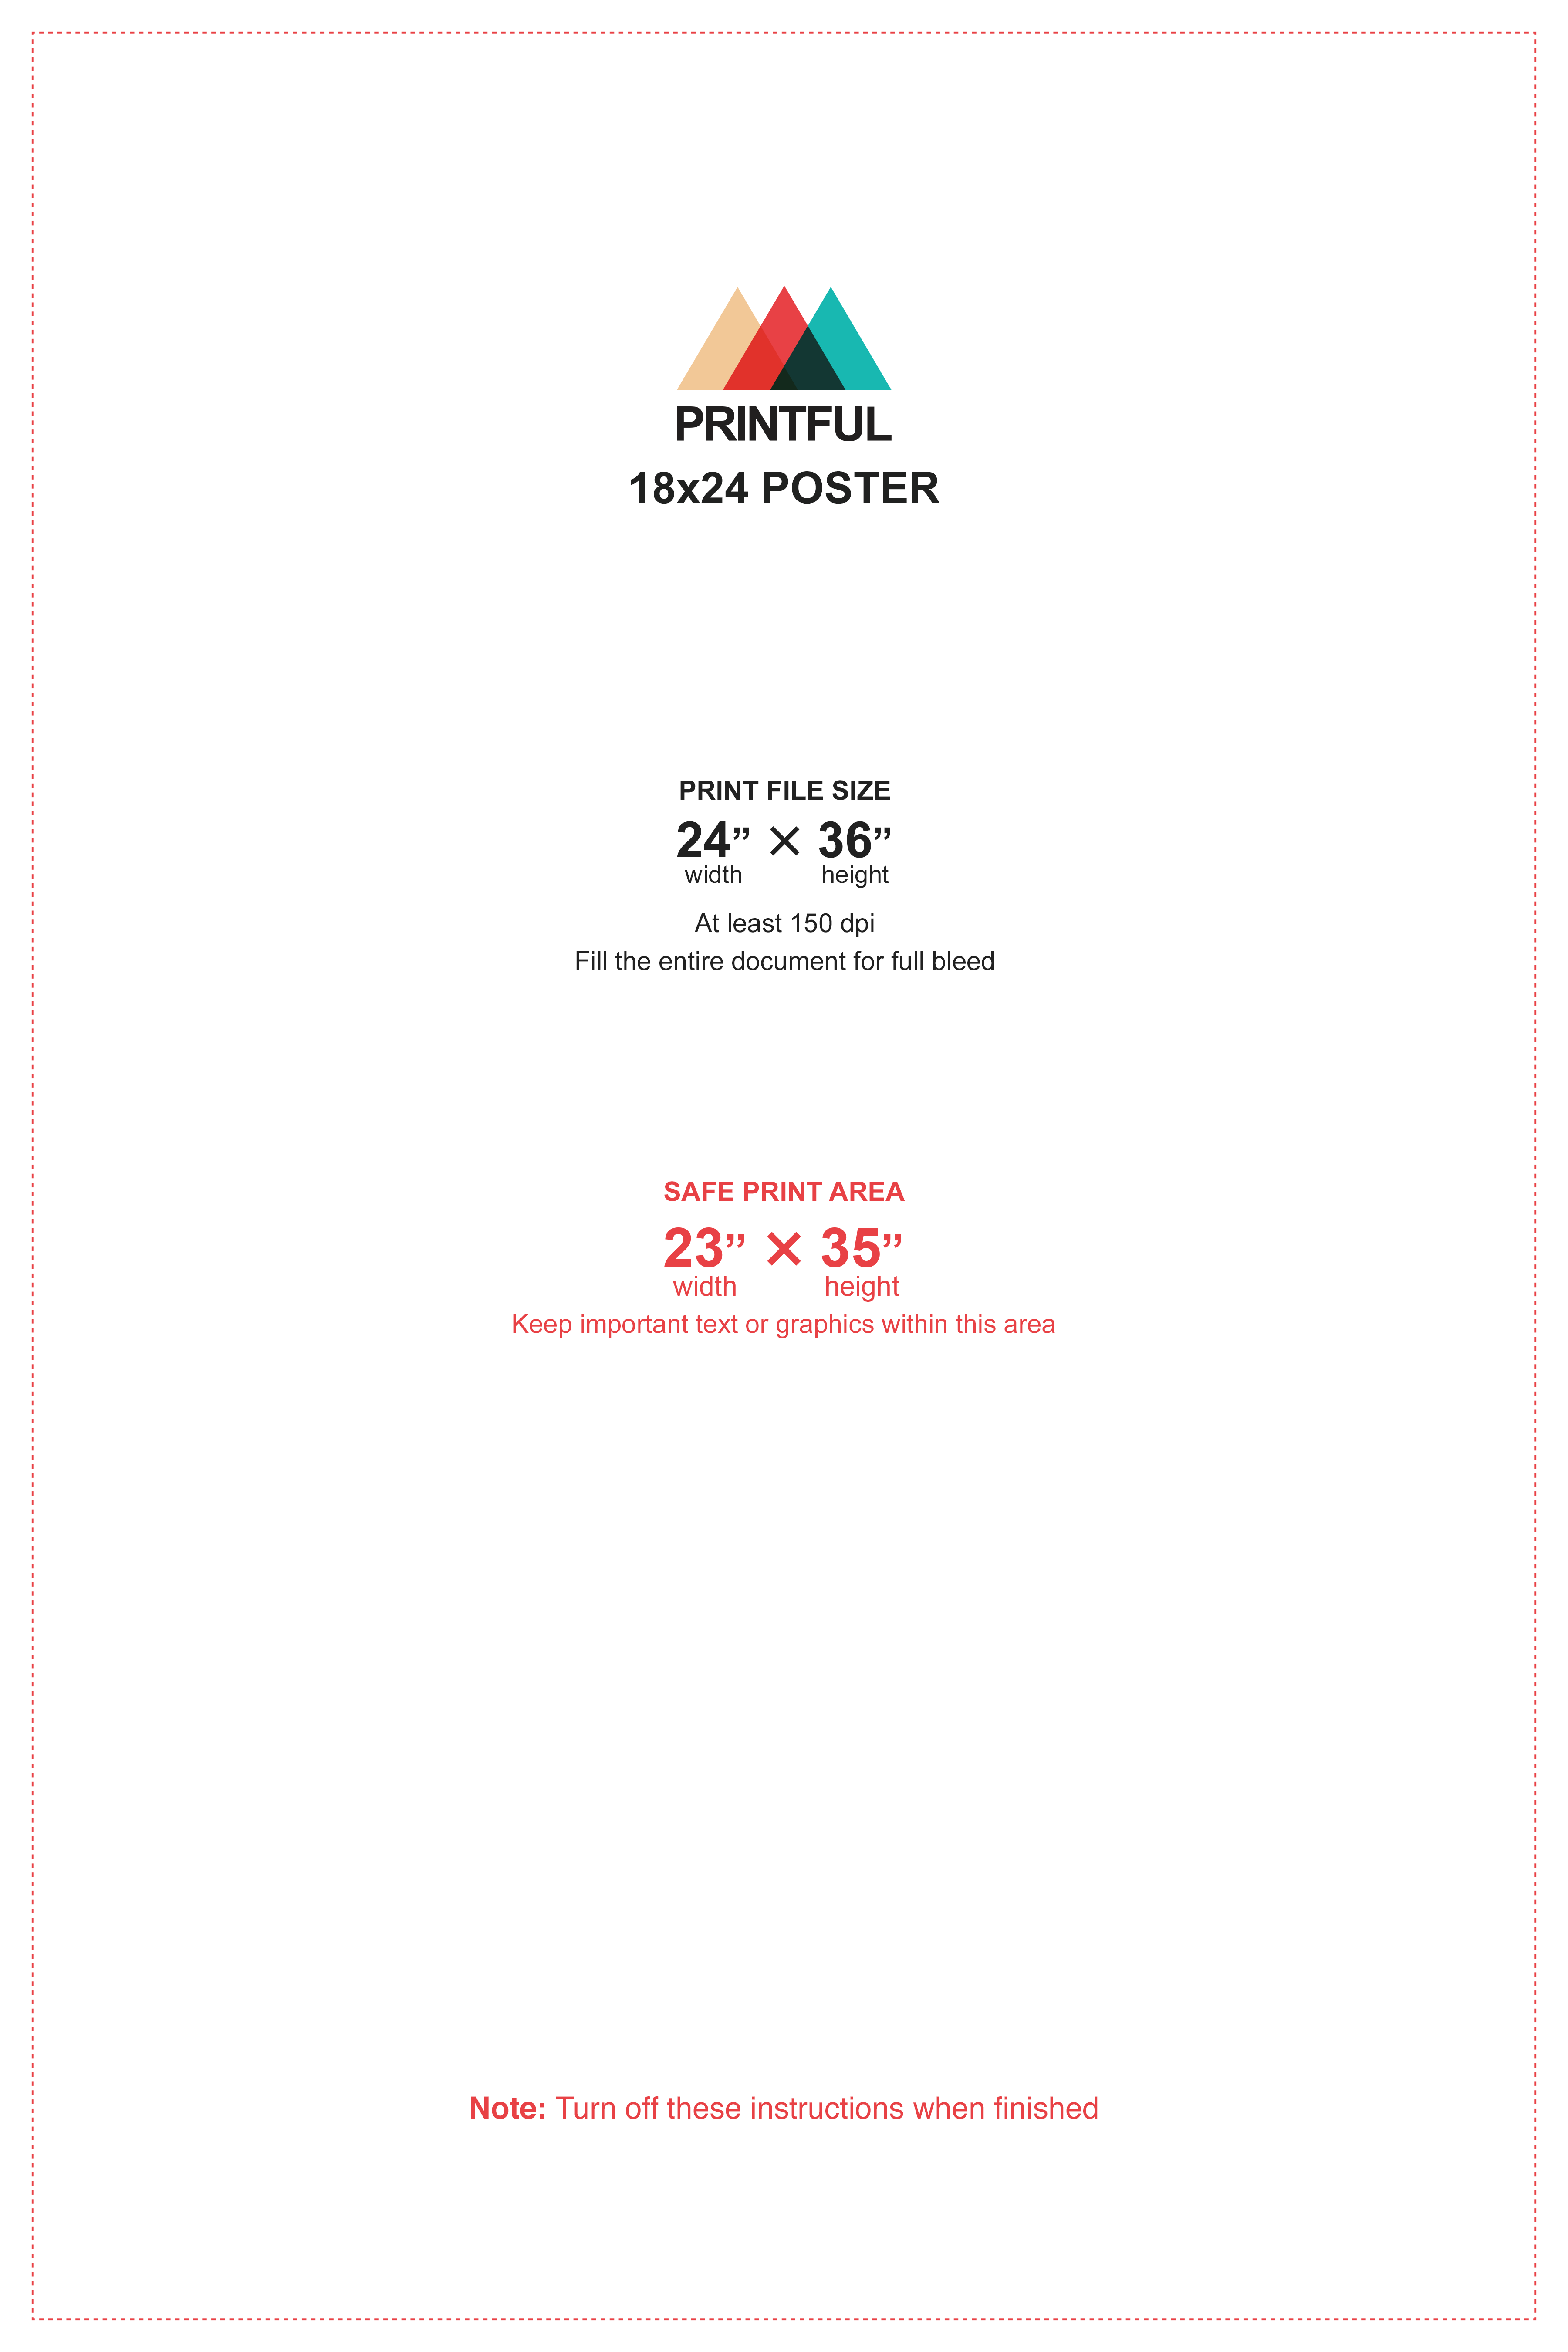 PRINTFUL
18x24 POSTER
PRINT FILE SIZE
24” × 36”
width height
At least 150 dpi
Fill the entire document for full bleed
SAFE PRINT AREA
23” × 35”
width height
Keep important text or graphics within this area
Note: Turn off these instructions when finished